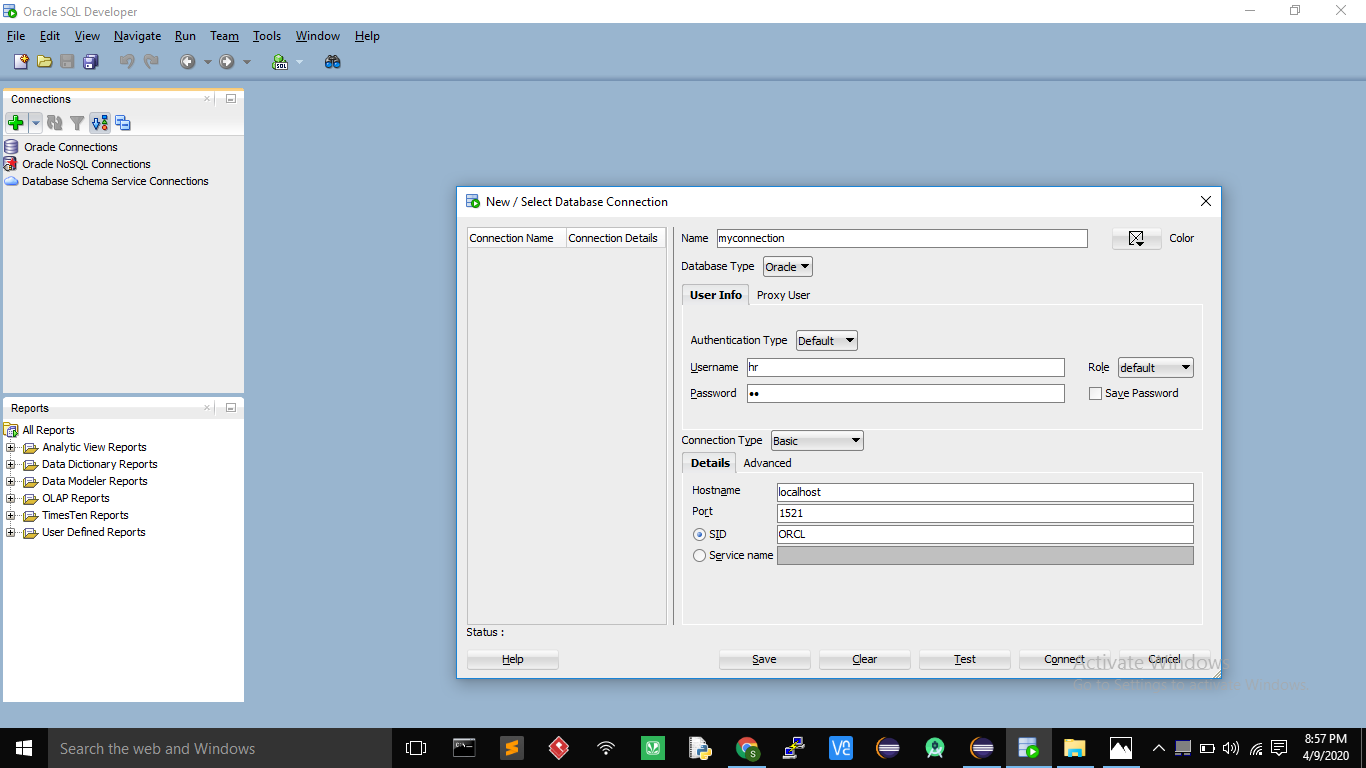 Oracle SQL Developer
File Edit View Navigate Run Team Tools Window Help
SQL
Connections
Oracle Connections
Oracle NoSQL Connections
Database Schema Service Connections
Reports
All Reports
Analytic View Reports
Data Dictionary Reports
Data Modeler Reports
OLAP Reports
TimesTen Reports
User Defined Reports
New / Select Database Connection
Connection Name Connection Details
Name myconnection Color
Database Type Oracle
User Info Proxy User
Authentication Type Default
Username hr Role default
Password •• Save Password
Connection Type Basic
Details Advanced
Hostname localhost
Port 1521
SID ORCL
Service name
Status :
Help Save Clear Test Connect Cancel
Activate Windows
Go to Settings to activate Windows.
Search the web and Windows
8:57 PM
4/9/2020